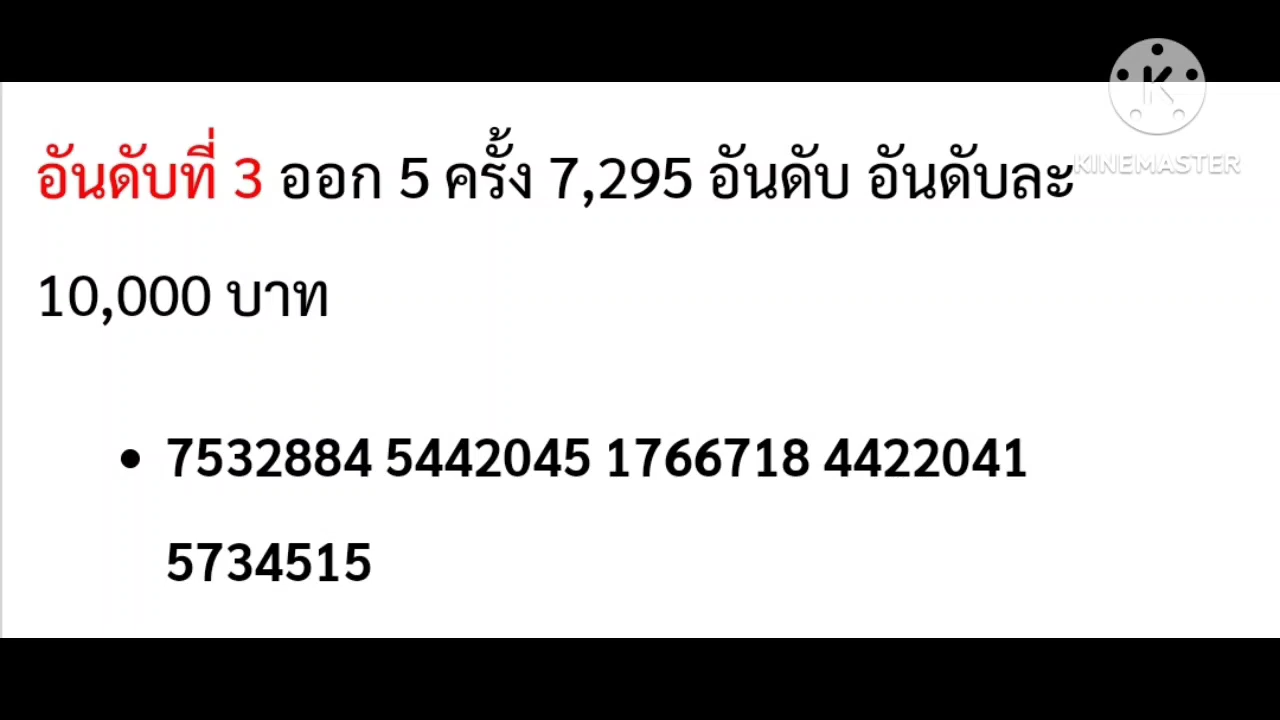 KINEMASTER
อันดับที่ 3 ออก 5 ครั้ง 7,295 อันดับ อันดับละ
10,000 บาท
• 7532884 5442045 1766718 4422041
5734515